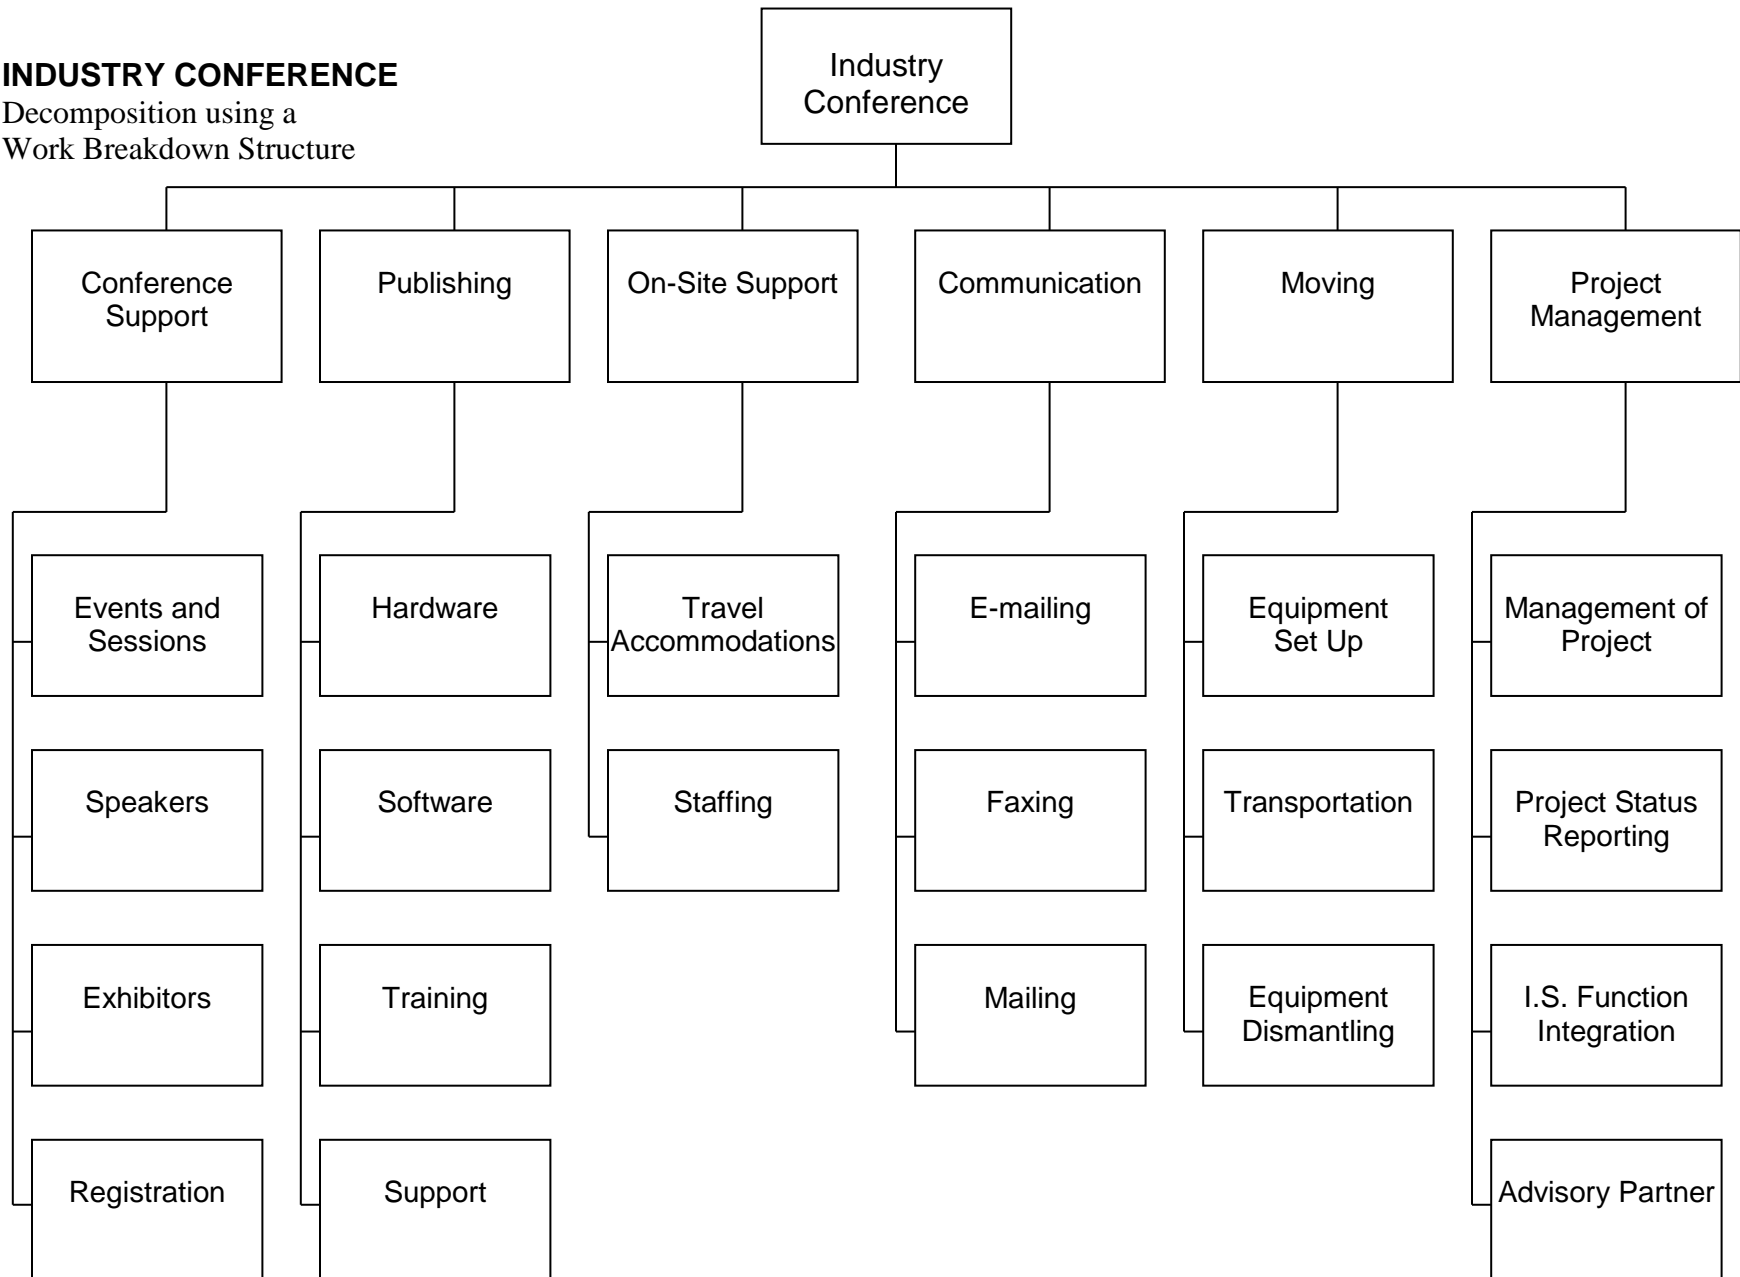 INDUSTRY CONFERENCE
Decomposition using a
Work Breakdown Structure
Industry
Conference
Conference
Support
Publishing
On-Site Support
Communication
Moving
Project
Management
Events and
Sessions
Hardware
Travel
Accommodations
E-mailing
Equipment
Set Up
Management of
Project
Speakers
Software
Staffing
Faxing
Transportation
Project Status
Reporting
Exhibitors
Training
Mailing
Equipment
Dismantling
I.S. Function
Integration
Registration
Support
Advisory Partner